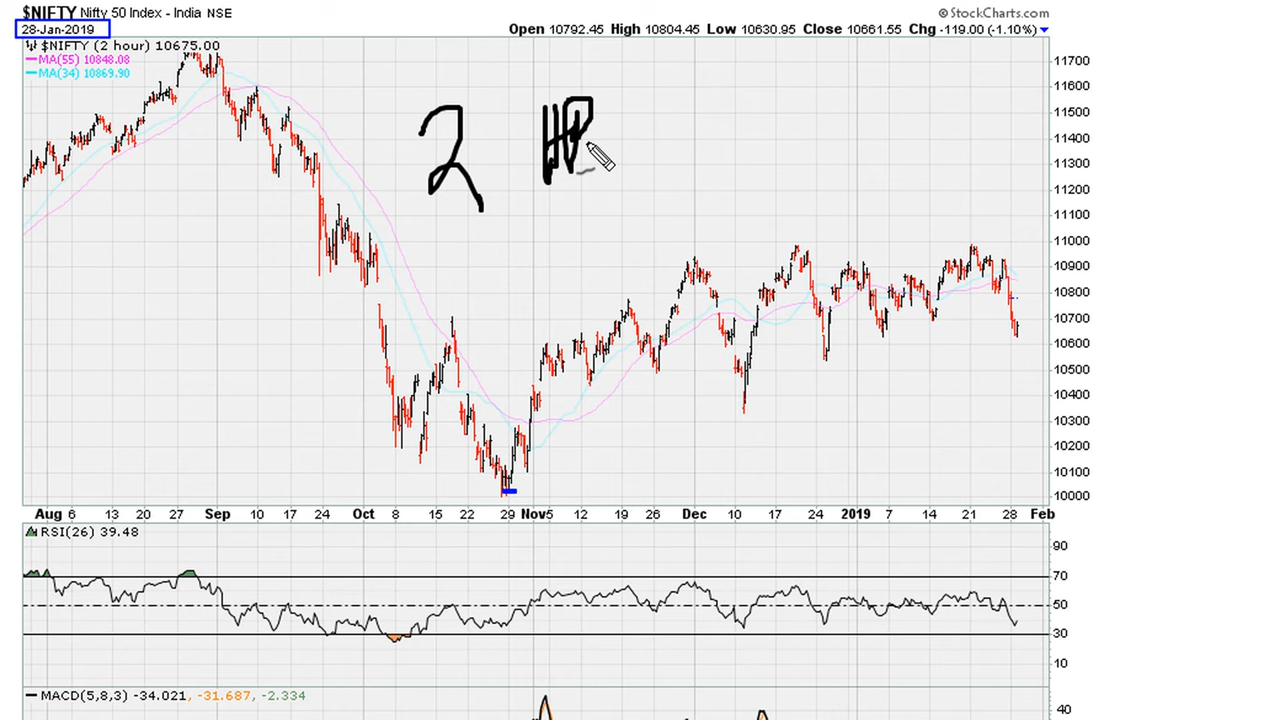 $NIFTY Nifty 50 Index - India NSE © StockCharts.com
28-Jan-2019 Open 10792.45 High 10804.45 Low 10630.95 Close 10661.55 Chg -119.00 (-1.10%)
$NIFTY (2 hour) 10675.00
MA(55) 10848.08
MA(34) 10869.90
2 HR
11700
11600
11500
11400
11300
11200
11100
11000
10900
10800
10700
10600
10500
10400
10300
10200
10100
10000
Aug 6 13 20 27 Sep 10 17 24 Oct 8 15 22 29 Nov 5 12 19 26 Dec 10 17 24 2019 7 14 21 28 Feb
RSI(26) 39.48
90
70
50
30
10
MACD(5,8,3) -34.021, -31.687, -2.334
40